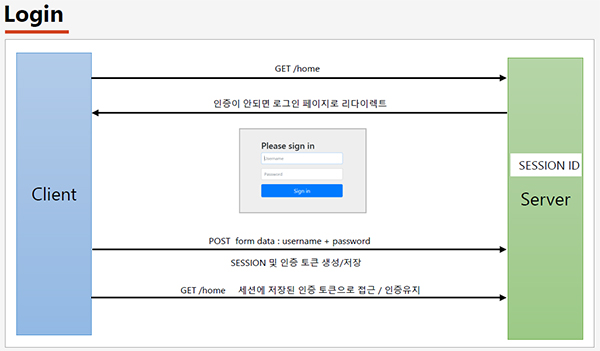 Login
GET /home
인증이 안되면 로그인 페이지로 리다이렉트
Please sign in
Username
Password
Sign in
SESSION ID
Client
Server
POST form data : username + password
SESSION 및 인증 토큰 생성/저장
GET /home 세션에 저장된 인증 토큰으로 접근 / 인증유지